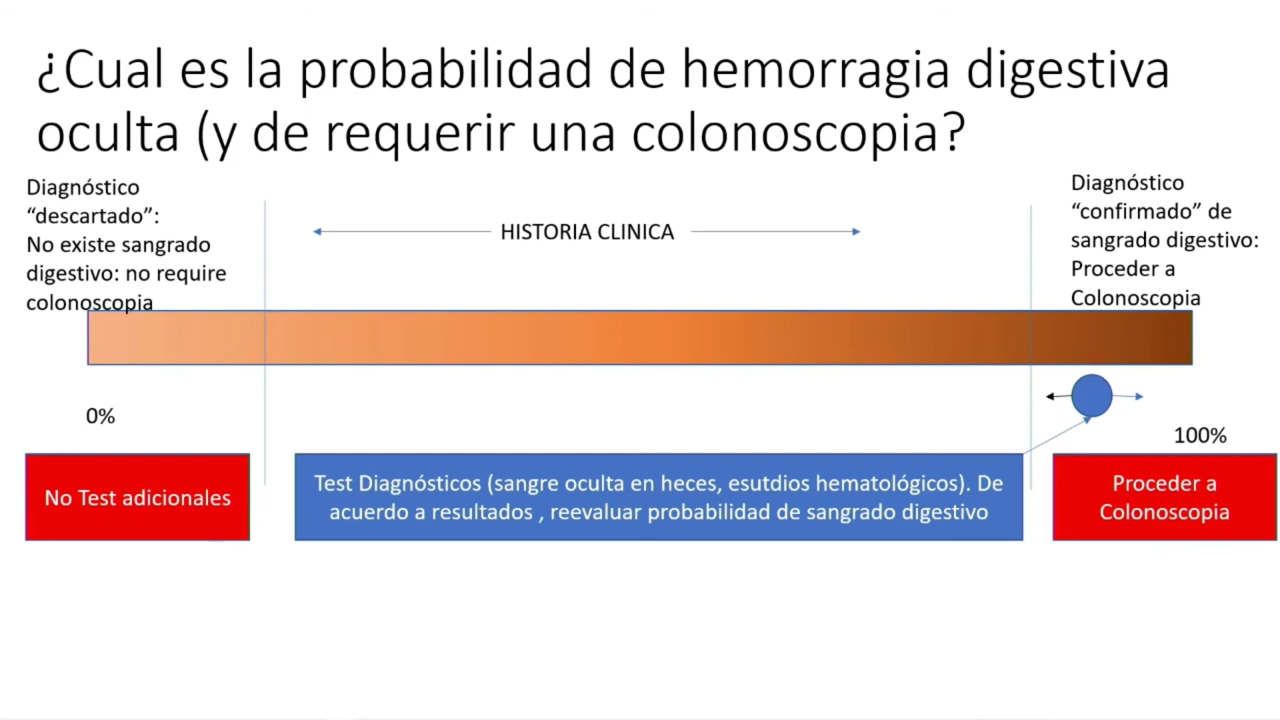 ¿Cual es la probabilidad de hemorragia digestiva
oculta (y de requerir una colonoscopia?
Diagnóstico
“descartado”:
No existe sangrado
digestivo: no require
colonoscopia
HISTORIA CLINICA
Diagnóstico
“confirmado” de
sangrado digestivo:
Proceder a
Colonoscopia
0%
100%
No Test adicionales
Test Diagnósticos (sangre oculta en heces, esutdios hematológicos). De
acuerdo a resultados , reevaluar probabilidad de sangrado digestivo
Proceder a
Colonoscopia